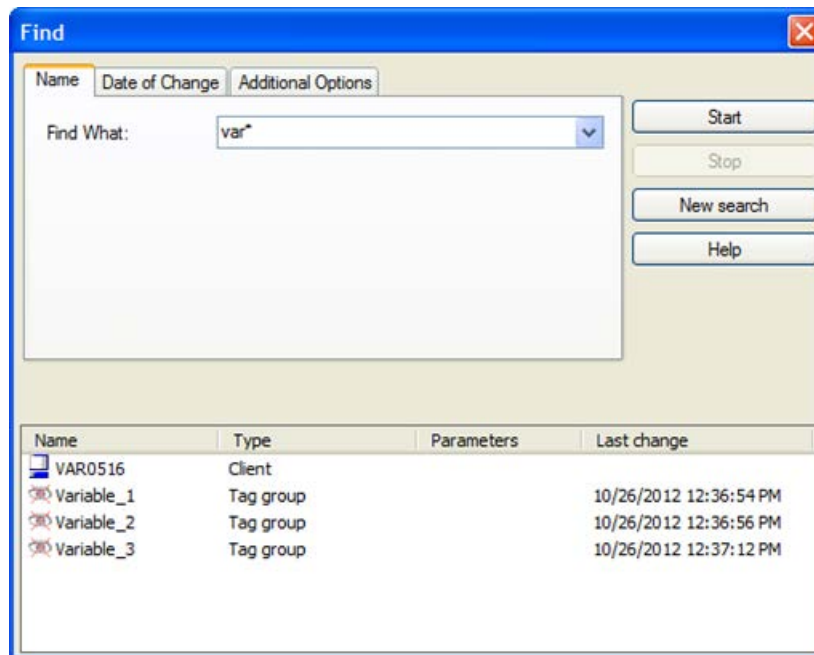 Find
Name Date of Change Additional Options
Find What: var*
Start
Stop
New search
Help
Name Type Parameters Last change
VAR0516 Client
Variable_1 Tag group 10/26/2012 12:36:54 PM
Variable_2 Tag group 10/26/2012 12:36:56 PM
Variable_3 Tag group 10/26/2012 12:37:12 PM